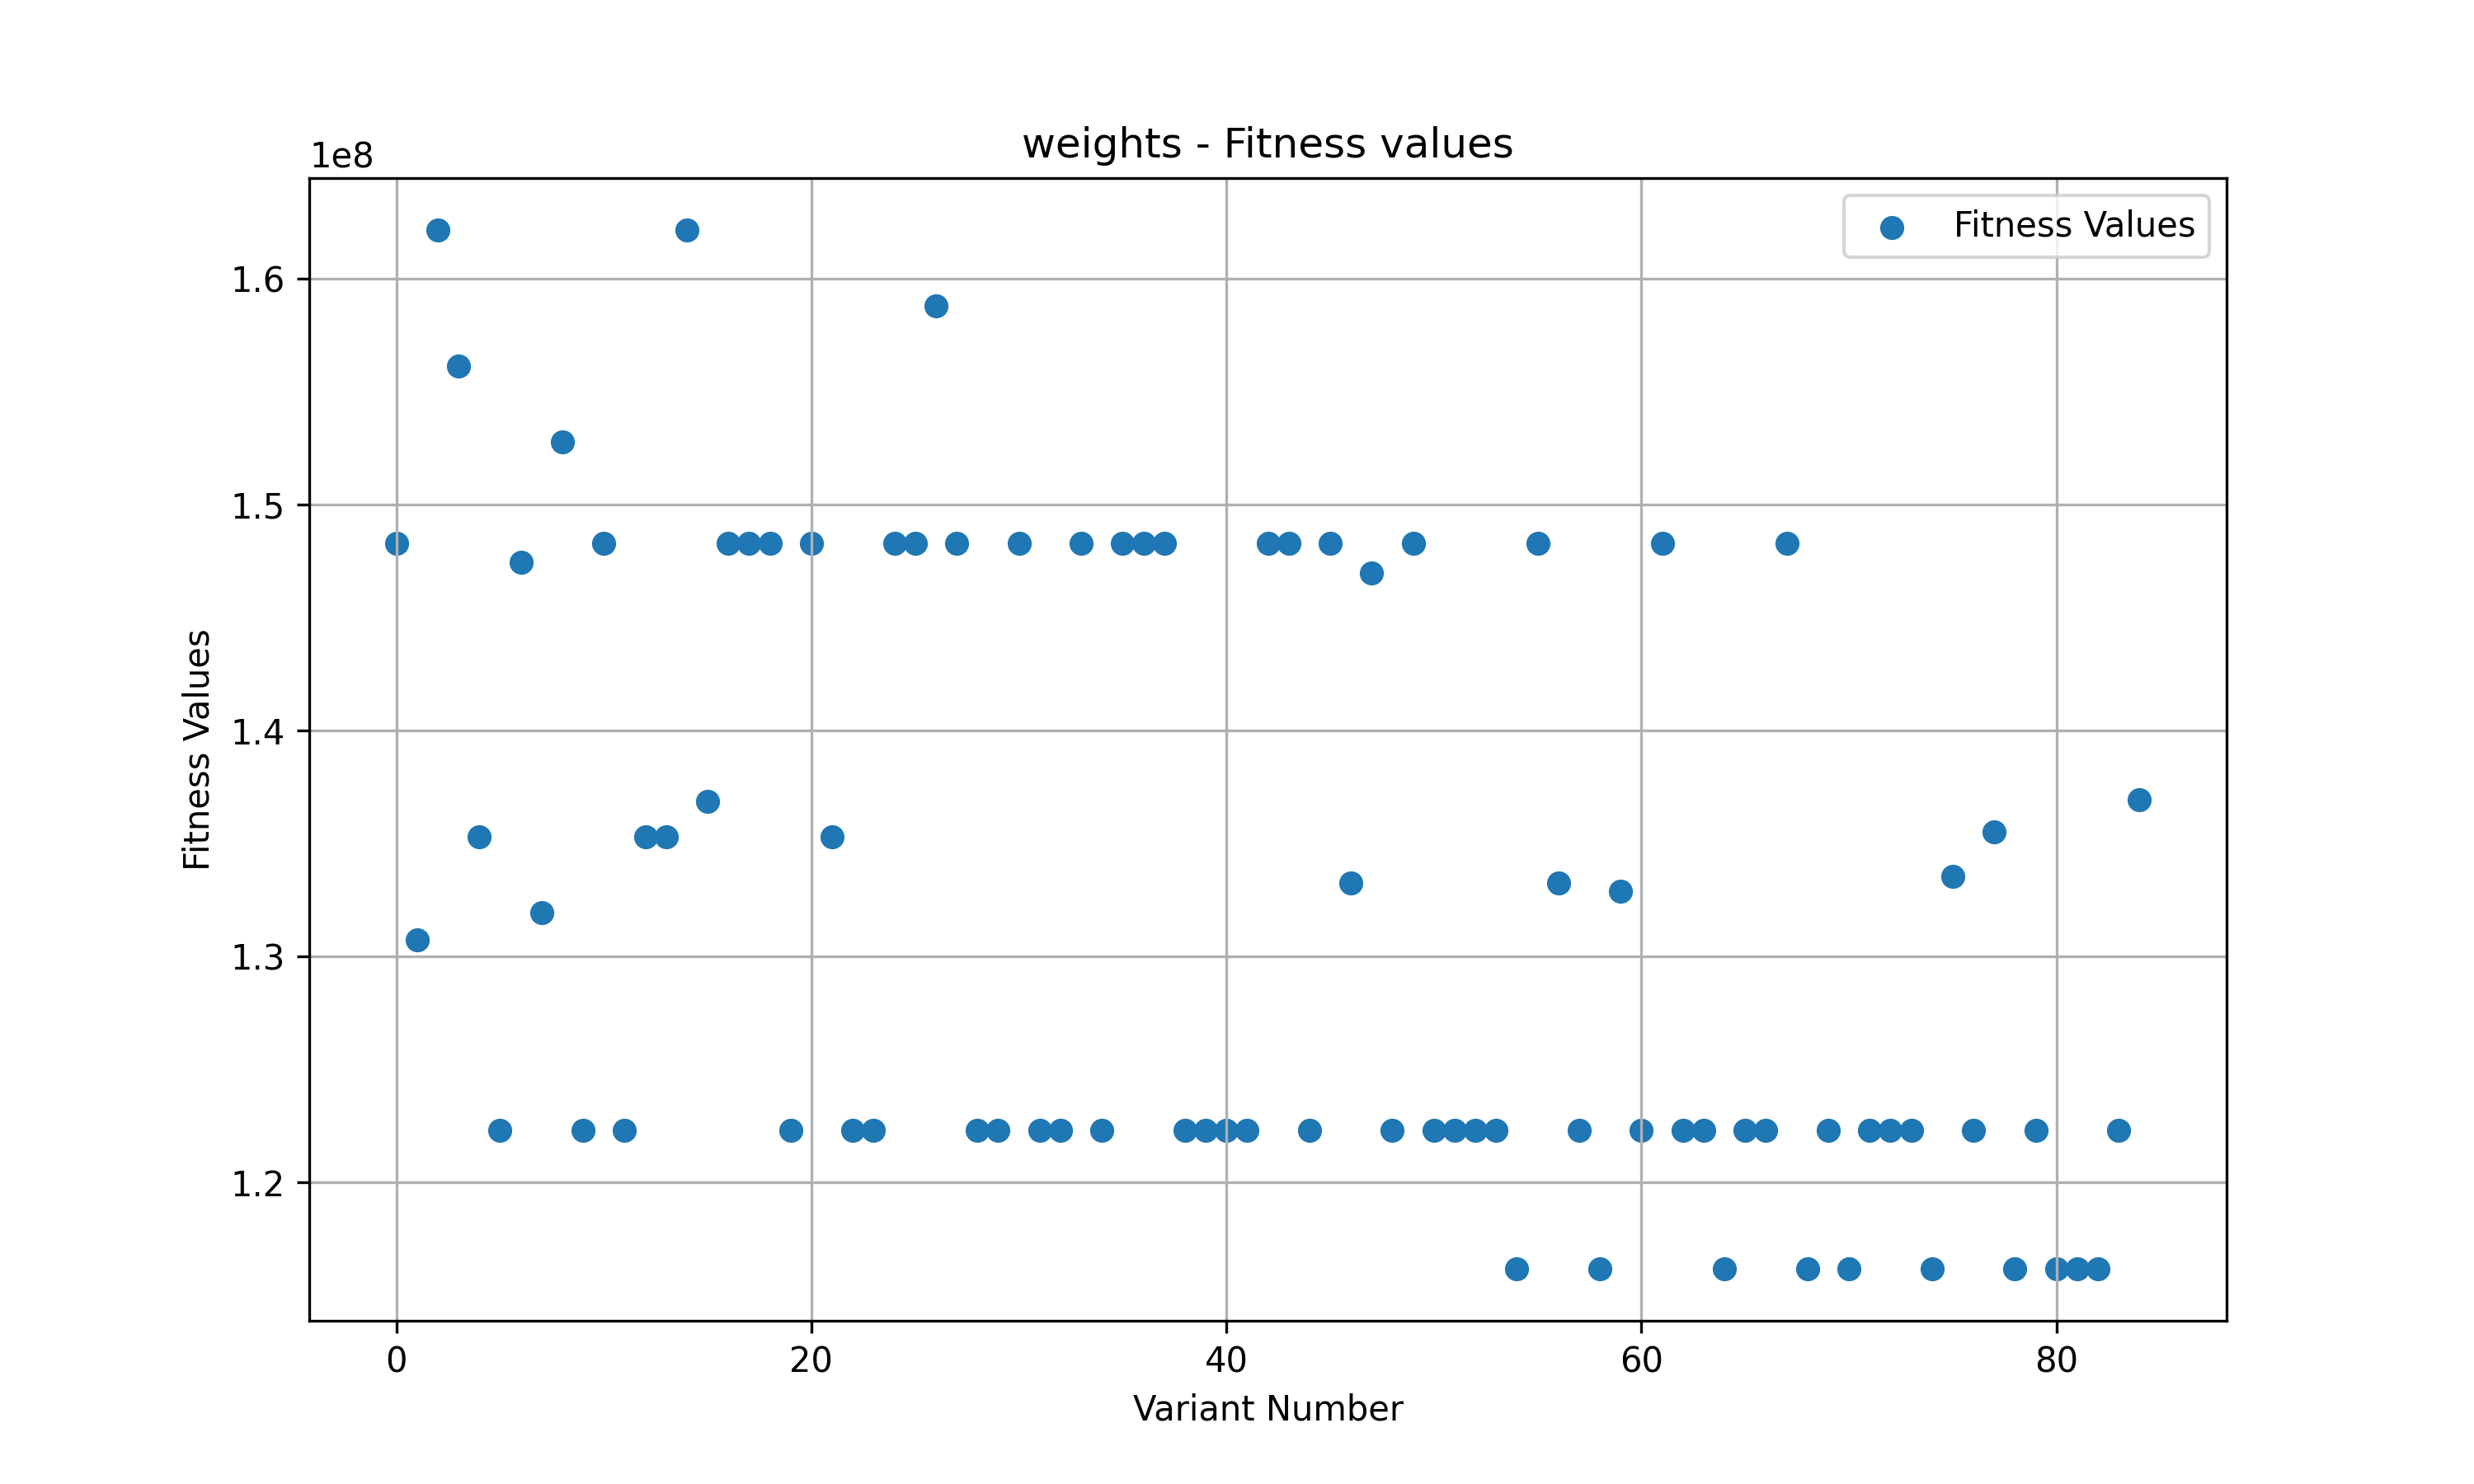 weights - Fitness values
1e8
Fitness Values
1.6
1.5
1.4
1.3
1.2
Fitness Values
0 20 40 60 80
Variant Number